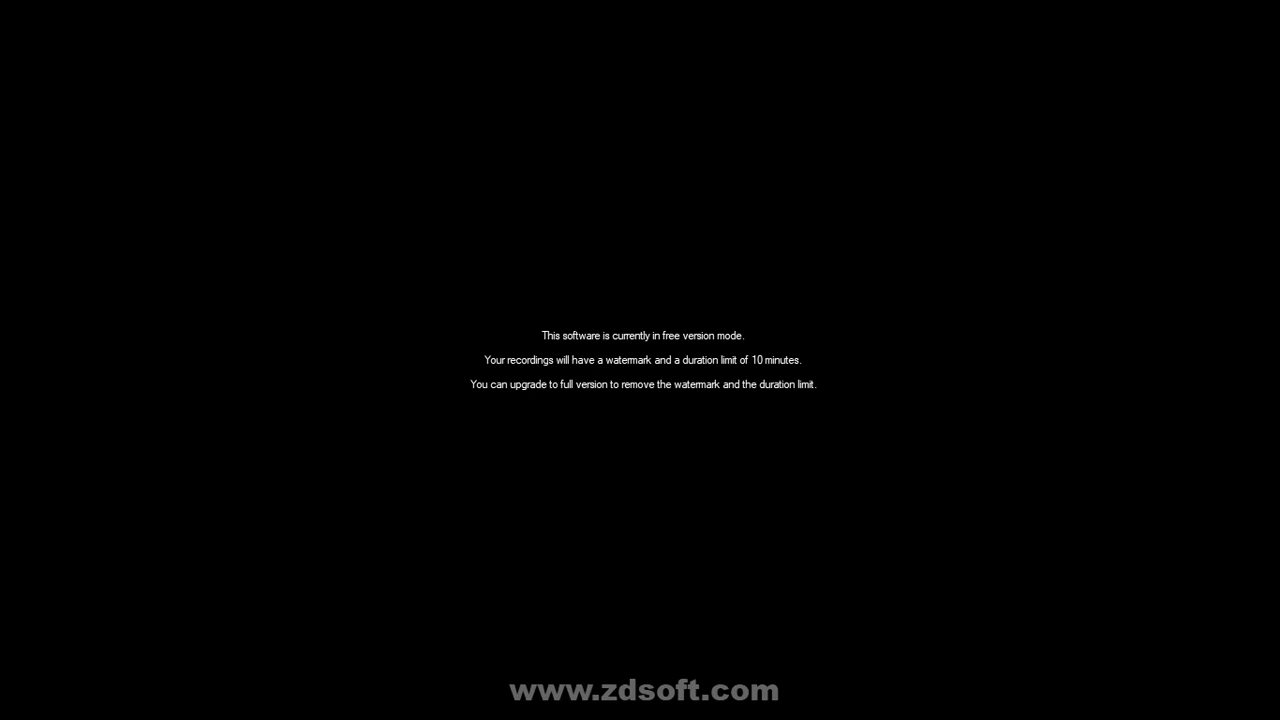 This software is currently in free version mode.
Your recordings will have a watermark and a duration limit of 10 minutes.
You can upgrade to full version to remove the watermark and the duration limit.
www.zdsoft.com